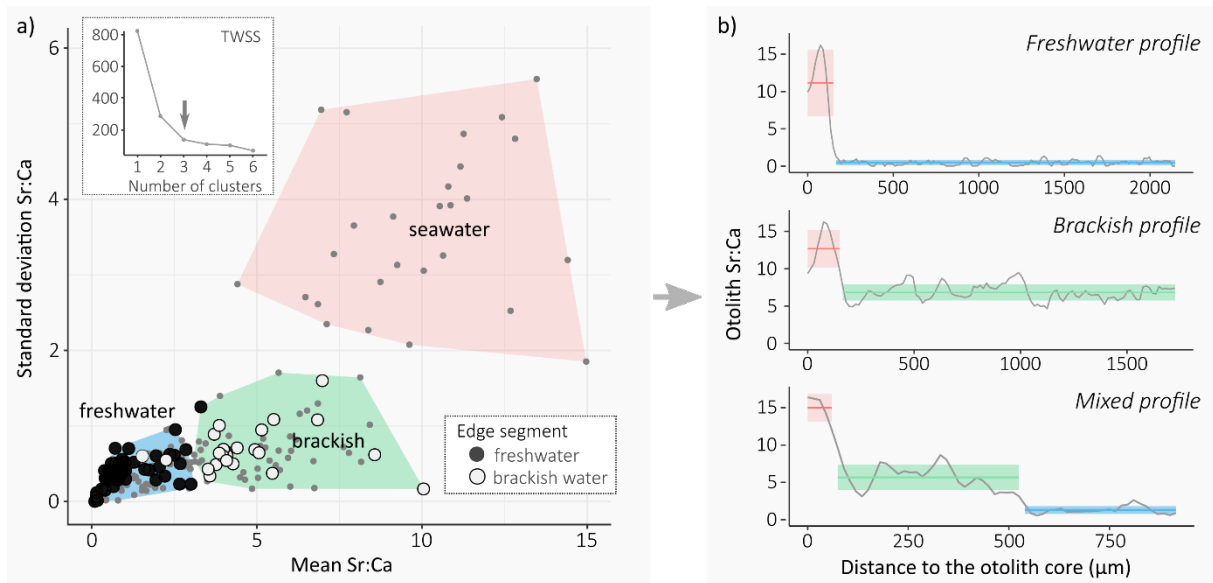 a)
TWSS
800
600
400
200
1 2 3 4 5 6
Number of clusters
6
4
2
0
Standard deviation Sr:Ca
seawater
freshwater
brackish
Edge segment
freshwater
brackish water
0 5 10 15
Mean Sr:Ca
b)
Freshwater profile
15
10
5
0
0 500 1000 1500 2000
Brackish profile
Otolith Sr:Ca
15
10
5
0
0 500 1000 1500
Mixed profile
15
10
5
0
0 250 500 750
Distance to the otolith core (μm)